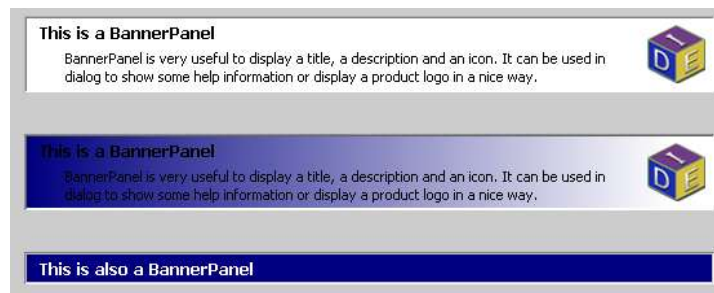 This is a BannerPanel
BannerPanel is very useful to display a title, a description and an icon. It can be used in
dialog to show some help information or display a product logo in a nice way.
I
D E
This is a BannerPanel
BannerPanel is very useful to display a title, a description and an icon. It can be used in
dialog to show some help information or display a product logo in a nice way.
I
D E
This is also a BannerPanel